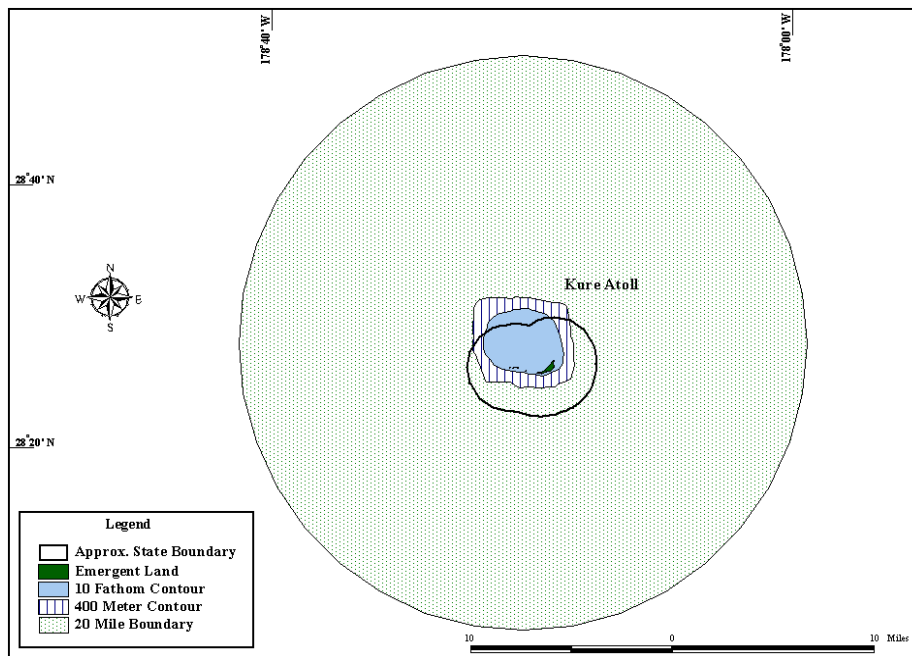 178°40' W
178°00' W
28°40' N
N
W E
S
Kure Atoll
28°20' N
Legend
Approx. State Boundary
Emergent Land
10 Fathom Contour
400 Meter Contour
20 Mile Boundary
10 0 10 Miles